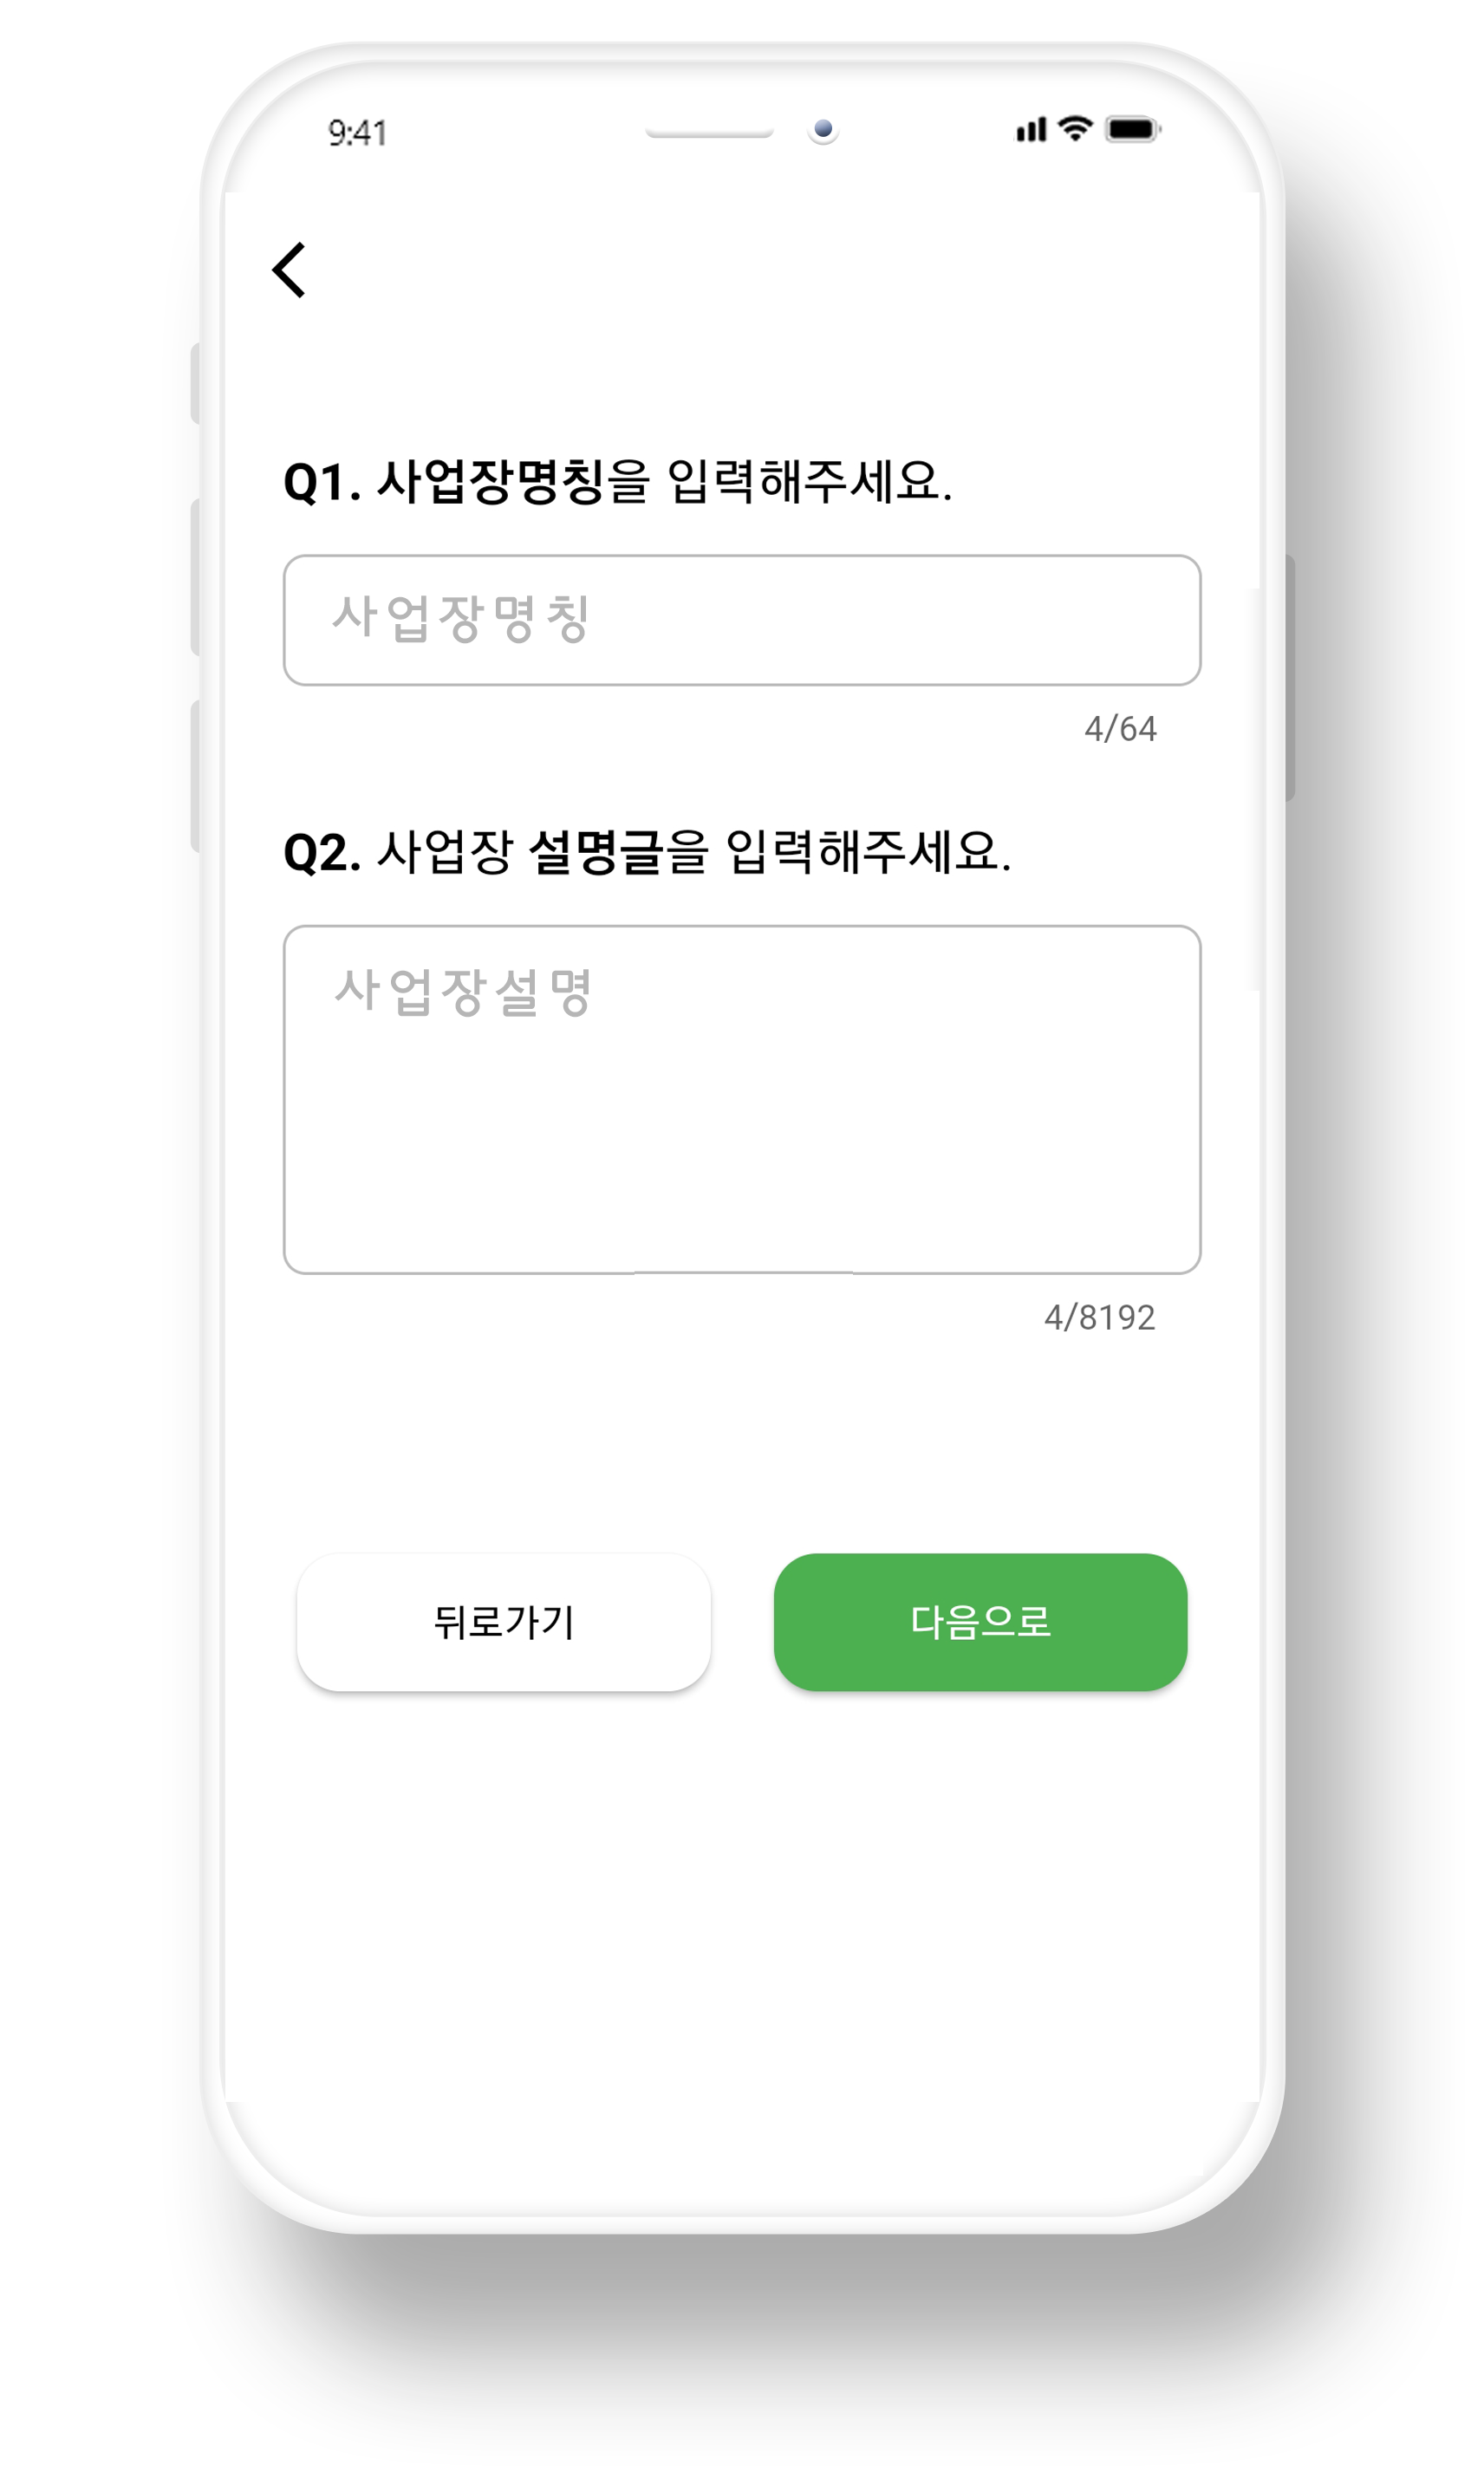 9:41
Q1. 사업장명칭을 입력해주세요.
사업장명칭
4/64
Q2. 사업장 설명글을 입력해주세요.
사업장설명
4/8192
뒤로가기
다음으로